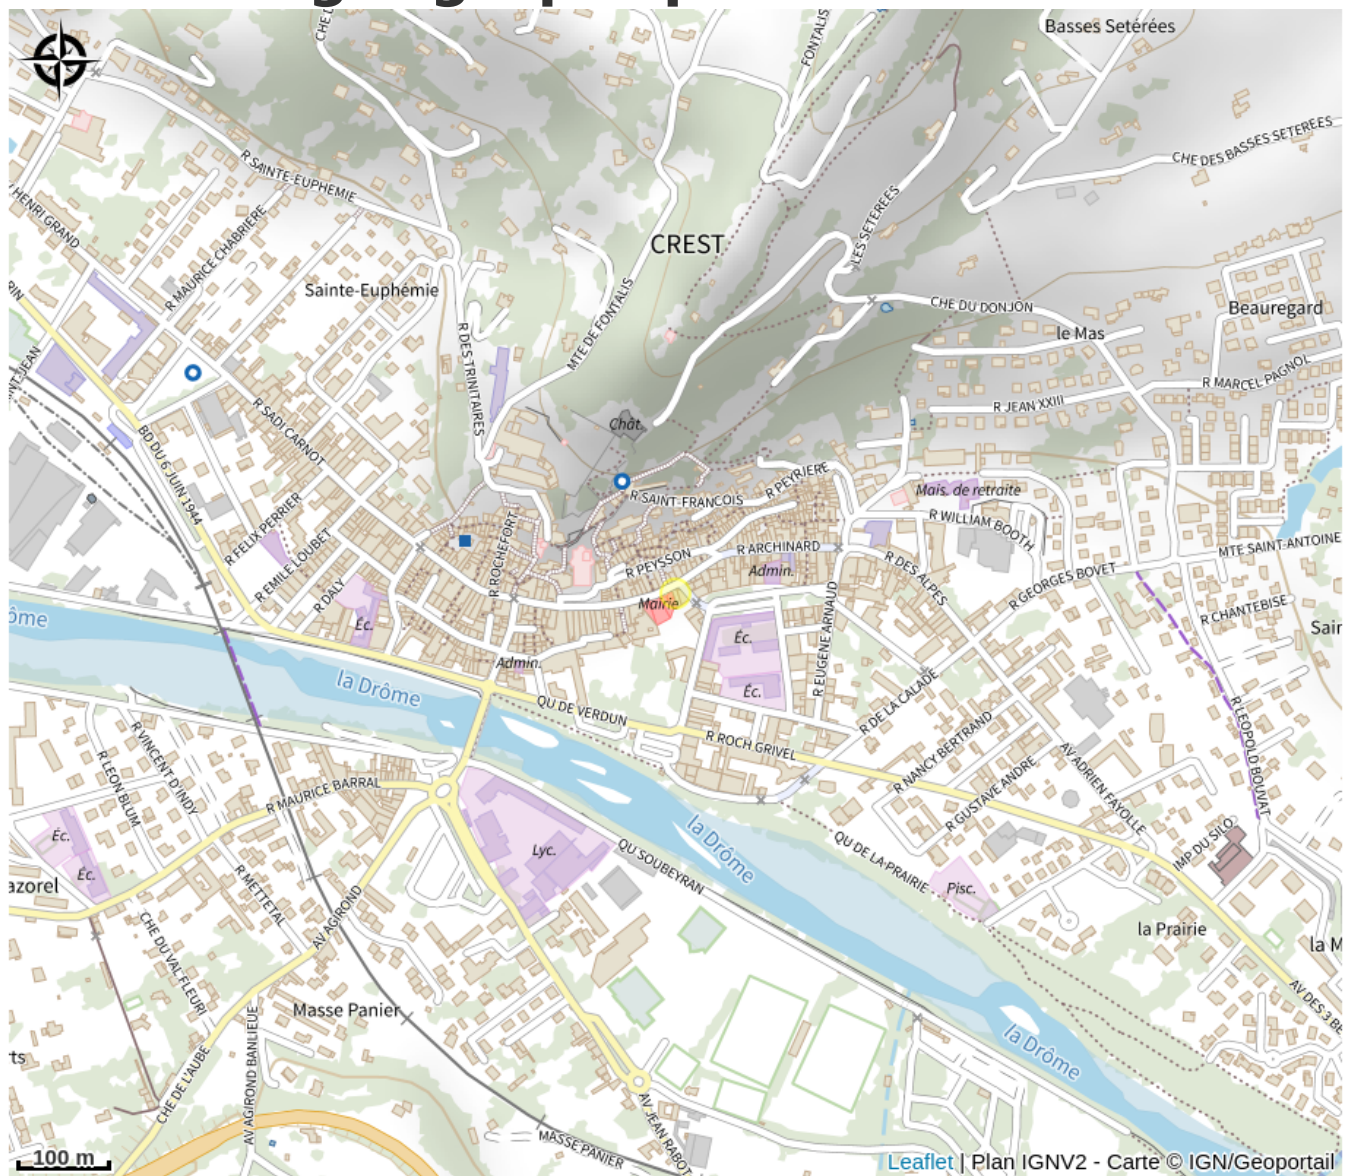 Basses Setérées
FONTALIS
CHE DES BASSES SETEREES
R SAINTE-EUPHEMIE
HENRI GRAND
R MAURICE CHABRIERE
LES SETEREES
CREST
Sainte-Euphémie
MTE DE FONTALIS
CHE DU DONJON
Beauregard
le Mas
R DES TRINITAIRES
R MARCEL PAGNOL
R JEAN XXIII
R SADI CARNOT
Chât.
BD DU 6 JUIN 1944
R PEYRIERE
R SAINT-FRANCOIS
Mais. de retraite
R FELIX PERRIER
R WILLIAM BOOTH
R ROCHEFORT
R ARCHINARD
R PEYSSON
MTE SAINT-ANTOINE
R EMILE LOUBET
Admin.
R DES ALPES
R GEORGES BOVET
R DALY
Mairie
R CHANTEBISE
Éc.
Éc.
R EUGENE ARNAUD
Admin.
la Drôme
Éc.
R DE LA CALADE
QU DE VERDUN
R LEOPOLD BOUVAT
R ROCH GRIVEL
R VINCENT D'INDY
R LEON BLUM
R NANCY BERTRAND
AV ADRIEN FAYOLLE
R MAURICE BARRAL
R GUSTAVE ANDRE
Éc.
Lyc.
la Drôme
IMP DU SILO
QU SOUBEYRAN
QU DE LA PRAIRIE
Éc.
Pisc.
R METTETAL
AV AGIROND
CHE DU VAL FLEURI
la Prairie
Masse Panier
la Drôme
AV AGIROND BANLIEUE
CHE DE L'AUBE
AV JEAN RABOT
MASSE PANIER
100 m
Leaflet | Plan IGNV2 - Carte © IGN/Geoportail